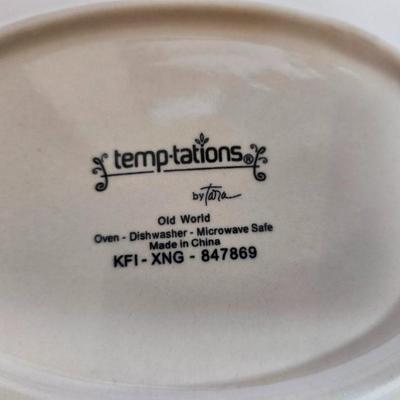 temp-tations®
by Tara
Old World
Oven - Dishwasher - Microwave Safe
Made in China
KFI - XNG - 847869